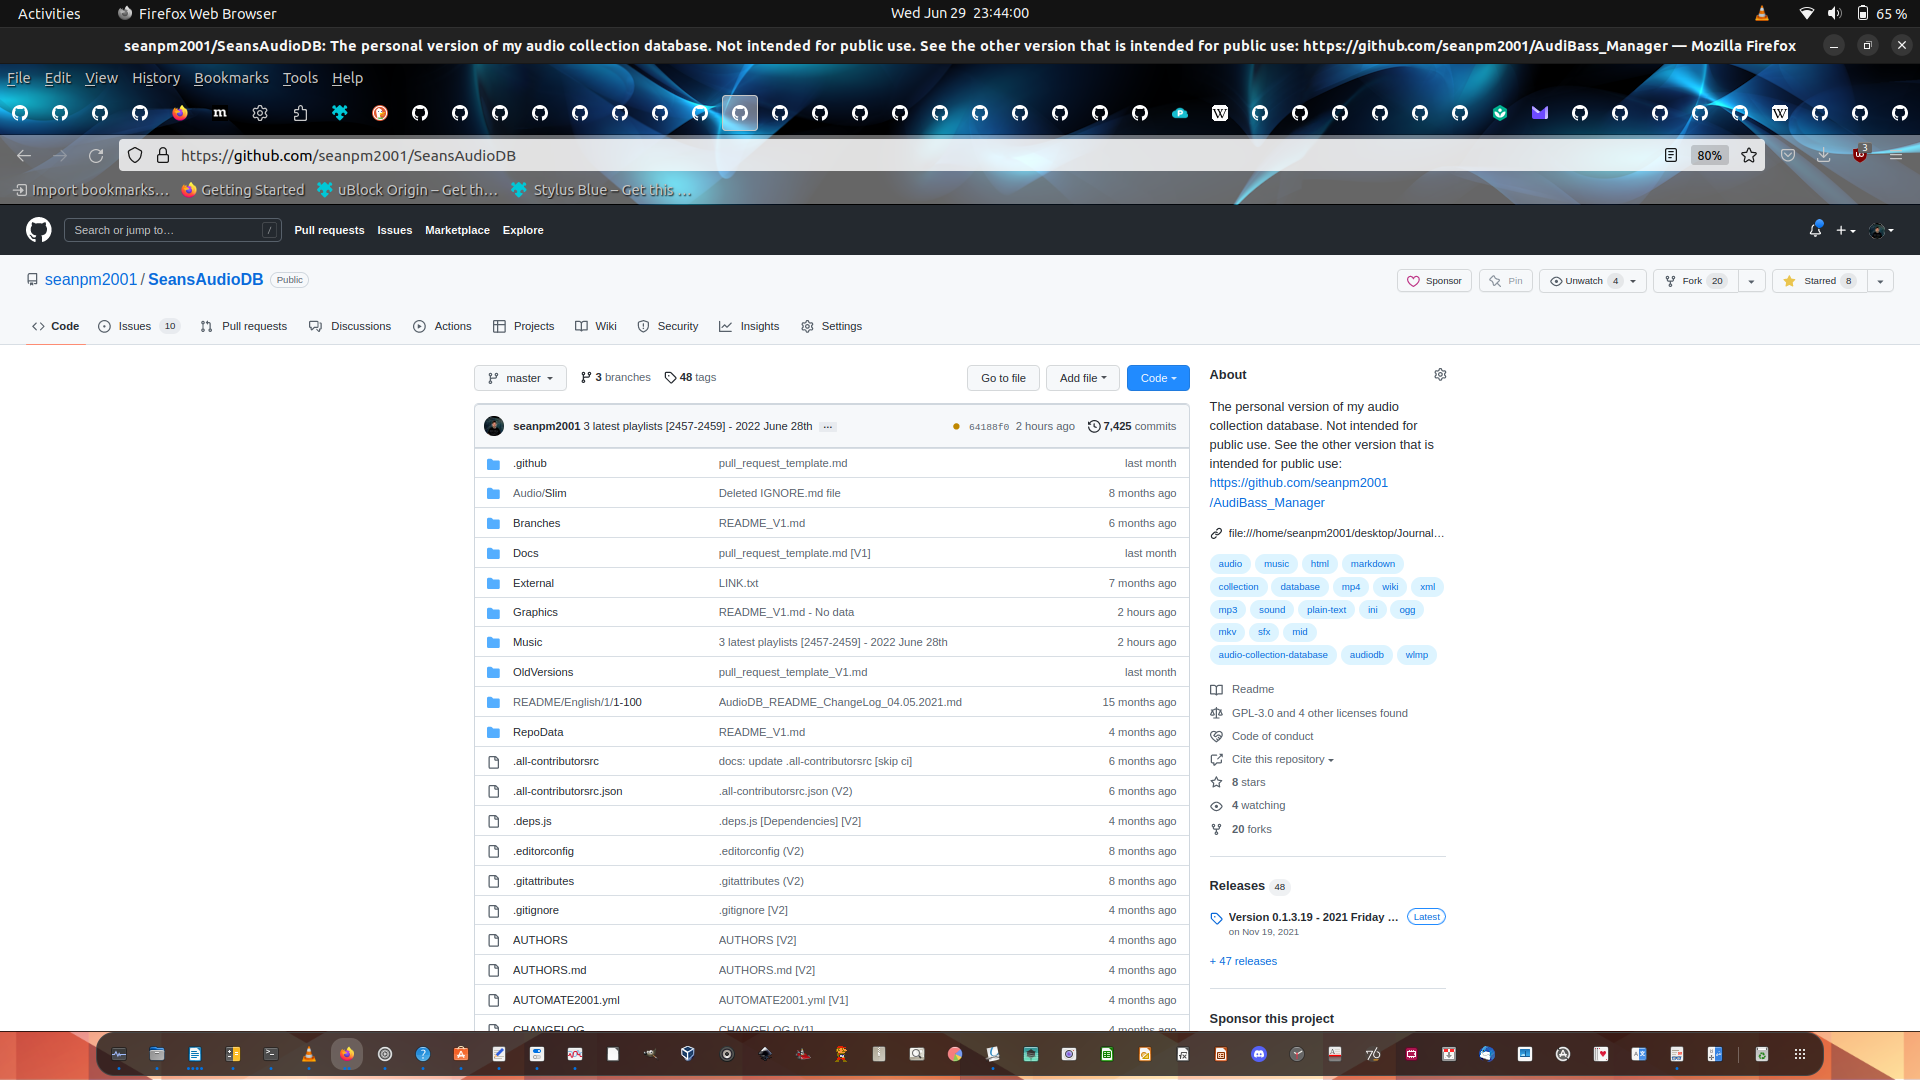 Activities
Firefox Web Browser
Wed Jun 29 23:44:00
65 %
seanpm2001/SeansAudioDB: The personal version of my audio collection database. Not intended for public use. See the other version that is intended for public use: https://github.com/seanpm2001/AudiBass_Manager — Mozilla Firefox
File Edit View History Bookmarks Tools Help
https://github.com/seanpm2001/SeansAudioDB
80%
3
Import bookmarks… Getting Started uBlock Origin – Get th… Stylus Blue – Get this …
Search or jump to… /
Pull requests Issues Marketplace Explore
seanpm2001 / SeansAudioDB Public
Sponsor Pin Unwatch 4 Fork 20 Starred 8
Code Issues 10 Pull requests Discussions Actions Projects Wiki Security Insights Settings
master 3 branches 48 tags Go to file Add file Code
seanpm2001 3 latest playlists [2457-2459] - 2022 June 28th ... 64188f0 2 hours ago 7,425 commits
.github pull_request_template.md last month
Audio/Slim Deleted IGNORE.md file 8 months ago
Branches README_V1.md 6 months ago
Docs pull_request_template.md [V1] last month
External LINK.txt 7 months ago
Graphics README_V1.md - No data 2 hours ago
Music 3 latest playlists [2457-2459] - 2022 June 28th 2 hours ago
OldVersions pull_request_template_V1.md last month
README/English/1/1-100 AudioDB_README_ChangeLog_04.05.2021.md 15 months ago
RepoData README_V1.md 4 months ago
.all-contributorsrc docs: update .all-contributorsrc [skip ci] 6 months ago
.all-contributorsrc.json .all-contributorsrc.json (V2) 6 months ago
.deps.js .deps.js [Dependencies] [V2] 4 months ago
.editorconfig .editorconfig (V2) 8 months ago
.gitattributes .gitattributes (V2) 8 months ago
.gitignore .gitignore [V2] 4 months ago
AUTHORS AUTHORS [V2] 4 months ago
AUTHORS.md AUTHORS.md [V2] 4 months ago
AUTOMATE2001.yml AUTOMATE2001.yml [V1] 4 months ago
CHANGELOG CHANGELOG [V1] 4 months ago
About
The personal version of my audio
collection database. Not intended for
public use. See the other version that is
intended for public use:
https://github.com/seanpm2001
/AudiBass_Manager
file:///home/seanpm2001/desktop/Journal…
audio music html markdown
collection database mp4 wiki xml
mp3 sound plain-text ini ogg
mkv sfx mid
audio-collection-database audiodb wlmp
Readme
GPL-3.0 and 4 other licenses found
Code of conduct
Cite this repository
8 stars
4 watching
20 forks
Releases 48
Version 0.1.3.19 - 2021 Friday … Latest
on Nov 19, 2021
+ 47 releases
Sponsor this project